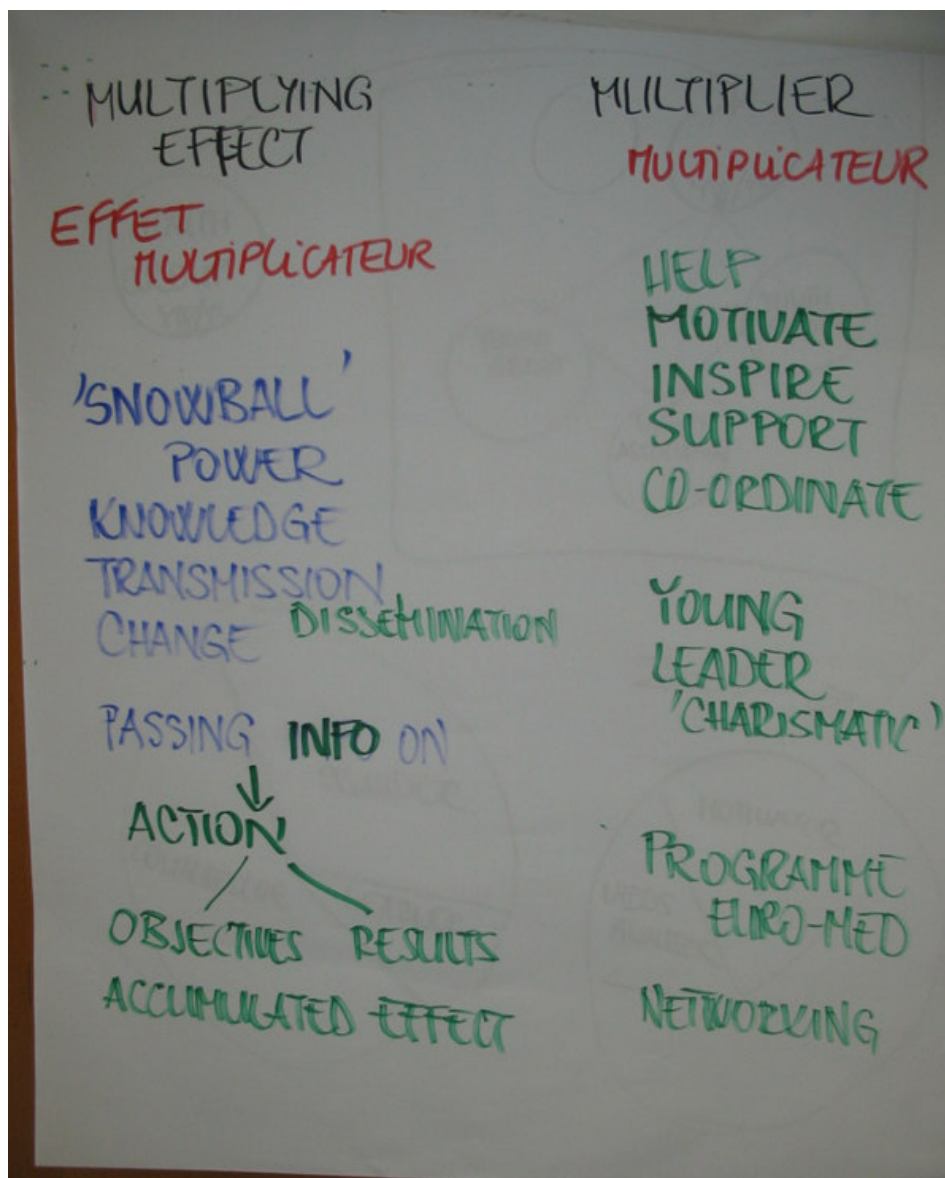 MULTIPLYING
EFFECT
EFFET
MULTIPLICATEUR
'SNOWBALL'
POWER
KNOWLEDGE
TRANSMISSION
CHANGE DISSEMINATION
PASSING INFO ON
ACTION
OBJECTIVES RESULTS
ACCUMULATED EFFECT
MULTIPLIER
MULTIPLICATEUR
HELP
MOTIVATE
INSPIRE
SUPPORT
CO-ORDINATE
YOUNG
LEADER
'CHARISMATIC'
PROGRAMME
EURO-MED
NETWORKING